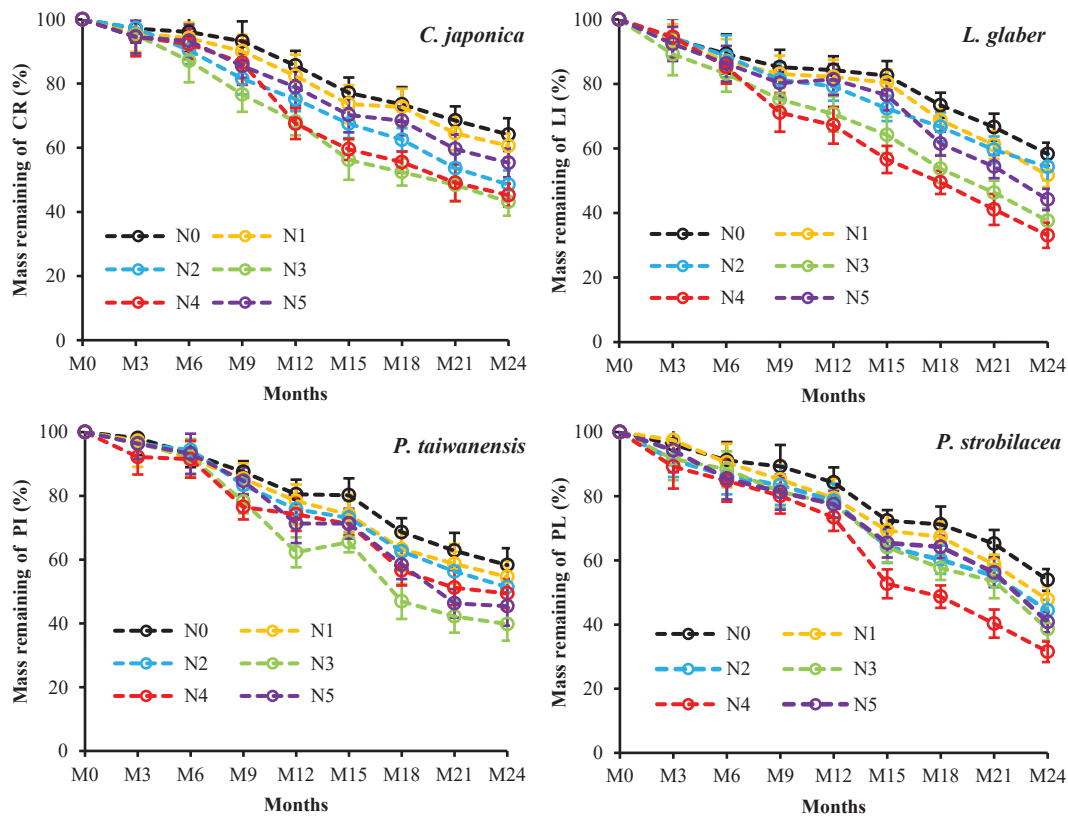 C. japonica
Mass remaining of CR (%)
100
80
60
40
20
0
N0 N1
N2 N3
N4 N5
M0 M3 M6 M9 M12 M15 M18 M21 M24
Months
L. glaber
Mass remaining of LI (%)
100
80
60
40
20
0
N0 N1
N2 N3
N4 N5
M0 M3 M6 M9 M12 M15 M18 M21 M24
Months
P. taiwanensis
Mass remaining of PI (%)
100
80
60
40
20
0
N0 N1
N2 N3
N4 N5
M0 M3 M6 M9 M12 M15 M18 M21 M24
Months
P. strobilacea
Mass remaining of PL (%)
100
80
60
40
20
0
N0 N1
N2 N3
N4 N5
M0 M3 M6 M9 M12 M15 M18 M21 M24
Months